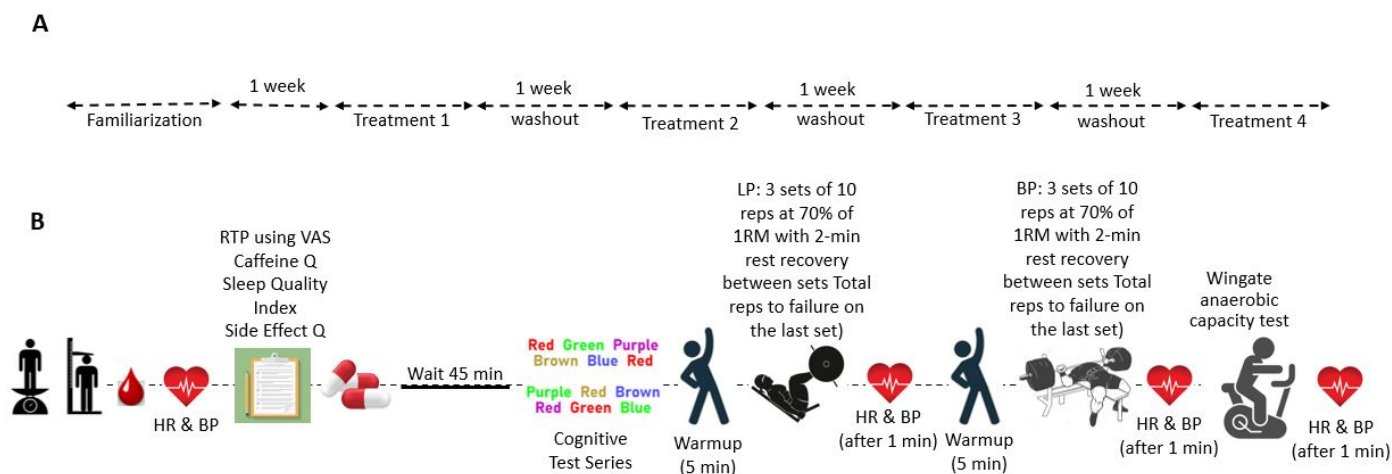 A
Familiarization
1 week
Treatment 1
1 week
washout
Treatment 2
1 week
washout
Treatment 3
1 week
washout
Treatment 4
B
HR & BP
RTP using VAS
Caffeine Q
Sleep Quality
Index
Side Effect Q
Wait 45 min
Red Green Purple
Brown Blue Red
Purple Red Brown
Red Green Blue
Cognitive
Test Series
Warmup
(5 min)
LP: 3 sets of 10
reps at 70% of
1RM with 2-min
rest recovery
between sets Total
reps to failure on
the last set)
HR & BP
(after 1 min)
Warmup
(5 min)
BP: 3 sets of 10
reps at 70% of
1RM with 2-min
rest recovery
between sets Total
reps to failure on
the last set)
HR & BP
(after 1 min)
Wingate
anaerobic
capacity test
HR & BP
(after 1 min)